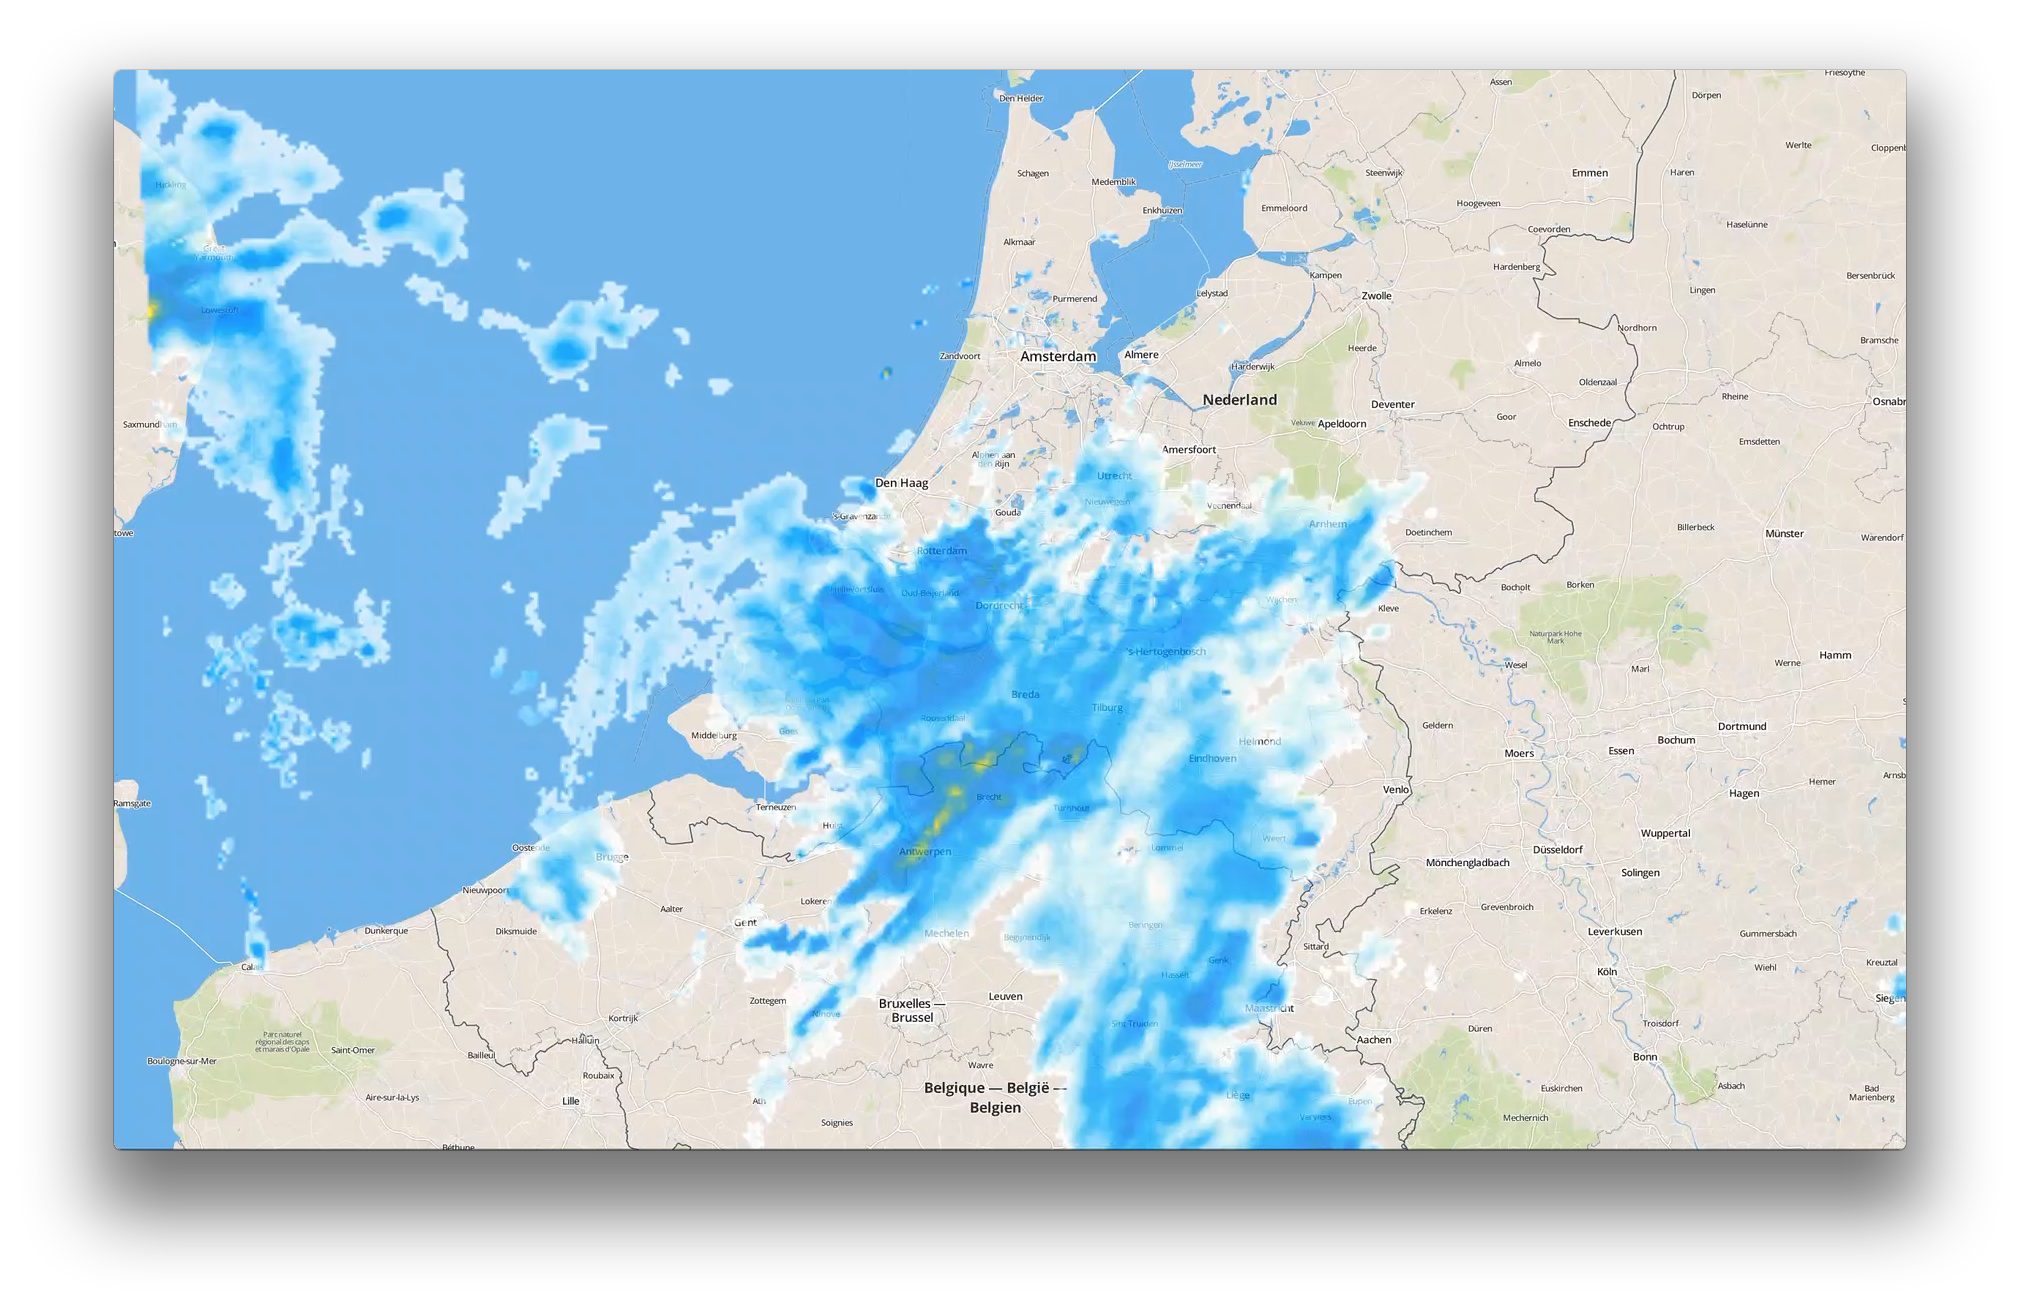 Friesoythe
Assen
Dörpen
Den Helder
Werlte
Cloppenb
IJsselmeer
Schagen
Steenwijk
Emmen
Haren
Medemblik
Hickling
Enkhuizen
Emmeloord
Hoogeveen
Haselünne
Coevorden
Alkmaar
Great
Yarmouth
Hardenberg
Kampen
Bersenbrück
Lelystad
Lingen
Purmerend
Zwolle
Lowestoft
Nordhorn
Bramsche
Zandvoort
Amsterdam
Almere
Heerde
Almelo
Harderwijk
Oldenzaal
Nederland
Deventer
Rheine
Osnabr
Saxmundham
Veluwe
Apeldoorn
Goor
Enschede
Ochtrup
Emsdetten
Amersfoort
Alphen aan
den Rijn
Utrecht
Den Haag
Nieuwegein
Veenendaal
's-Gravenzande
Gouda
Arnhem
Billerbeck
towe
Doetinchem
Münster
Warendorf
Rotterdam
Hellevoetsluis
Oud-Beijerland
Dordrecht
Wijchen
Kleve
Bocholt
Borken
Naturpark Hohe
Mark
's-Hertogenbosch
Wesel
Marl
Werne
Hamm
Breda
Tilburg
Roosendaal
Geldern
Dortmund
Middelburg
Goes
Helmond
Bochum
Essen
Moers
Eindhoven
Hemer
Arnsb
Ramsgate
Terneuzen
Brecht
Turnhout
Venlo
Hagen
Hulst
Wuppertal
Weert
Oostende
Brugge
Antwerpen
Lommel
Düsseldorf
Mönchengladbach
Solingen
Nieuwpoort
Lokeren
Aalter
Grevenbroich
Erkelenz
Gent
Beringen
Dunkerque
Diksmuide
Mechelen
Begijnendijk
Leverkusen
Gummersbach
Sittard
Calais
Genk
Kreuztal
Wiehl
Hasselt
Köln
Zottegem
Bruxelles —
Brussel
Leuven
Siegen
Maastricht
Ninove
Kortrijk
Sint-Truiden
Troisdorf
Düren
Parc naturel
régional des caps
et marais d'Opale
Saint-Omer
Halluin
Aachen
Boulogne-sur-Mer
Bailleul
Bonn
Wavre
Roubaix
Belgique — België —
Belgien
Asbach
Euskirchen
Bad
Marienberg
Aire-sur-la-Lys
Lille
Ath
Liège
Eupen
Soignies
Verviers
Mechernich
Béthune